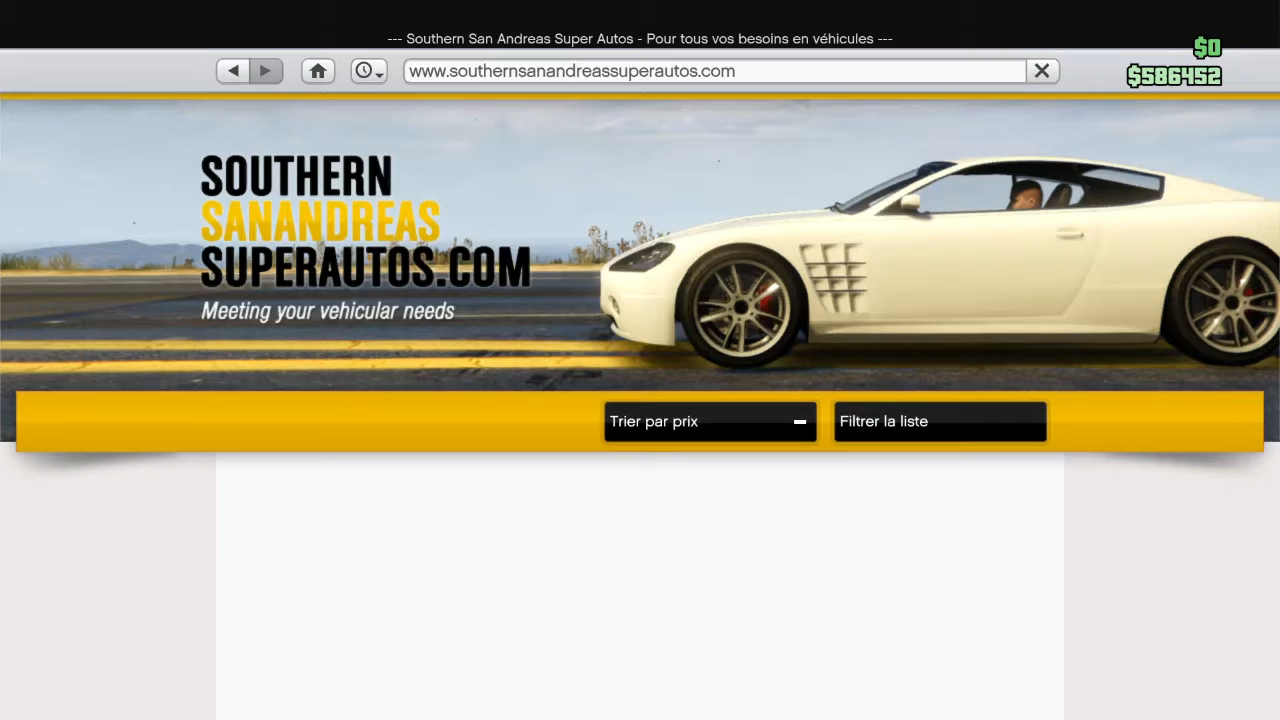 --- Southern San Andreas Super Autos - Pour tous vos besoins en véhicules ---
$0
www.southernsanandreassuperautos.com
$586452
SOUTHERN
SANANDREAS
SUPERAUTOS.COM
Meeting your vehicular needs
Trier par prix
Filtrer la liste